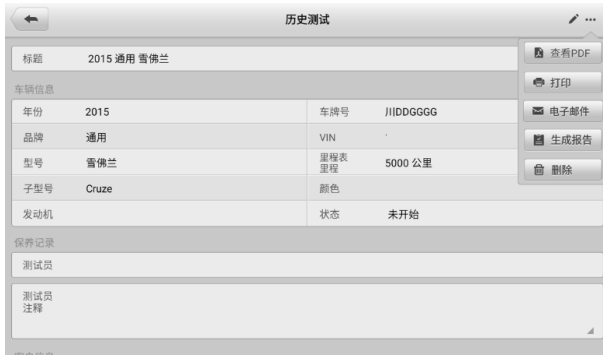 历史测试
标题 2015 通用 雪佛兰
查看PDF
打印
电子邮件
生成报告
删除
车辆信息
年份 2015 车牌号 川DDGGGG
品牌 通用 VIN
型号 雪佛兰 里程表里程 5000 公里
子型号 Cruze 颜色
发动机 状态 未开始
保养记录
测试员
测试员
注释